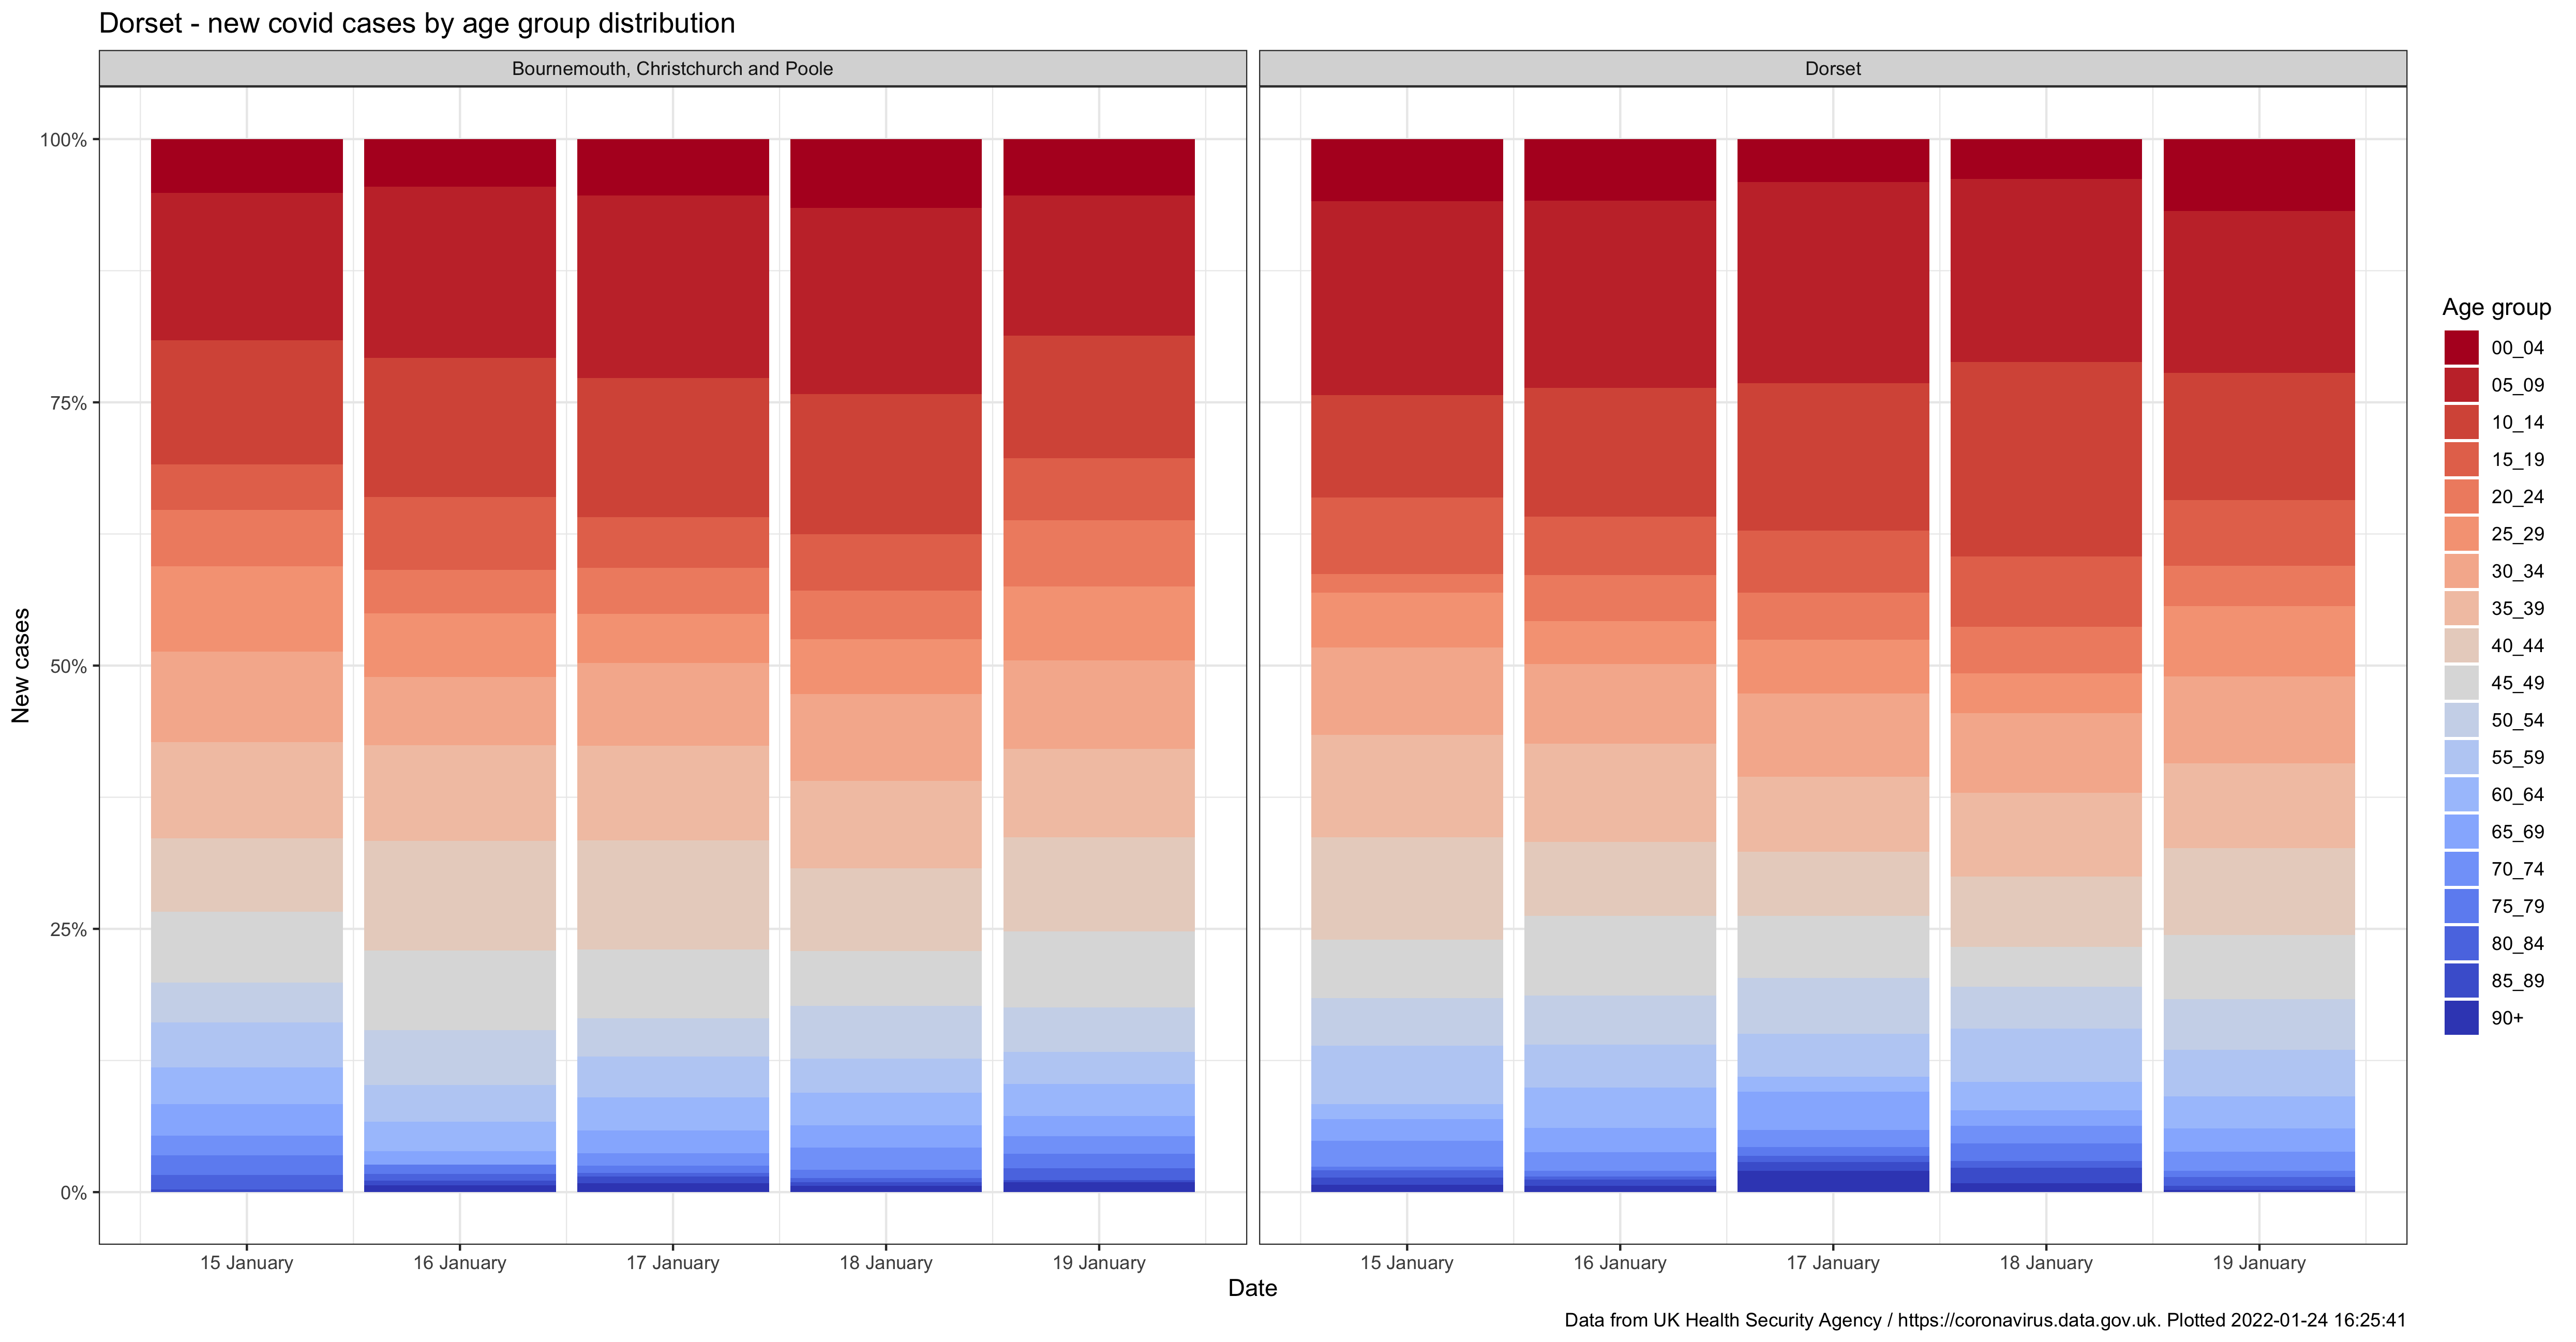 Dorset - new covid cases by age group distribution
Bournemouth, Christchurch and Poole
Dorset
100%
75%
50%
25%
0%
New cases
15 January
16 January
17 January
18 January
19 January
15 January
16 January
17 January
18 January
19 January
Date
Age group
00_04
05_09
10_14
15_19
20_24
25_29
30_34
35_39
40_44
45_49
50_54
55_59
60_64
65_69
70_74
75_79
80_84
85_89
90+
Data from UK Health Security Agency / https://coronavirus.data.gov.uk. Plotted 2022-01-24 16:25:41